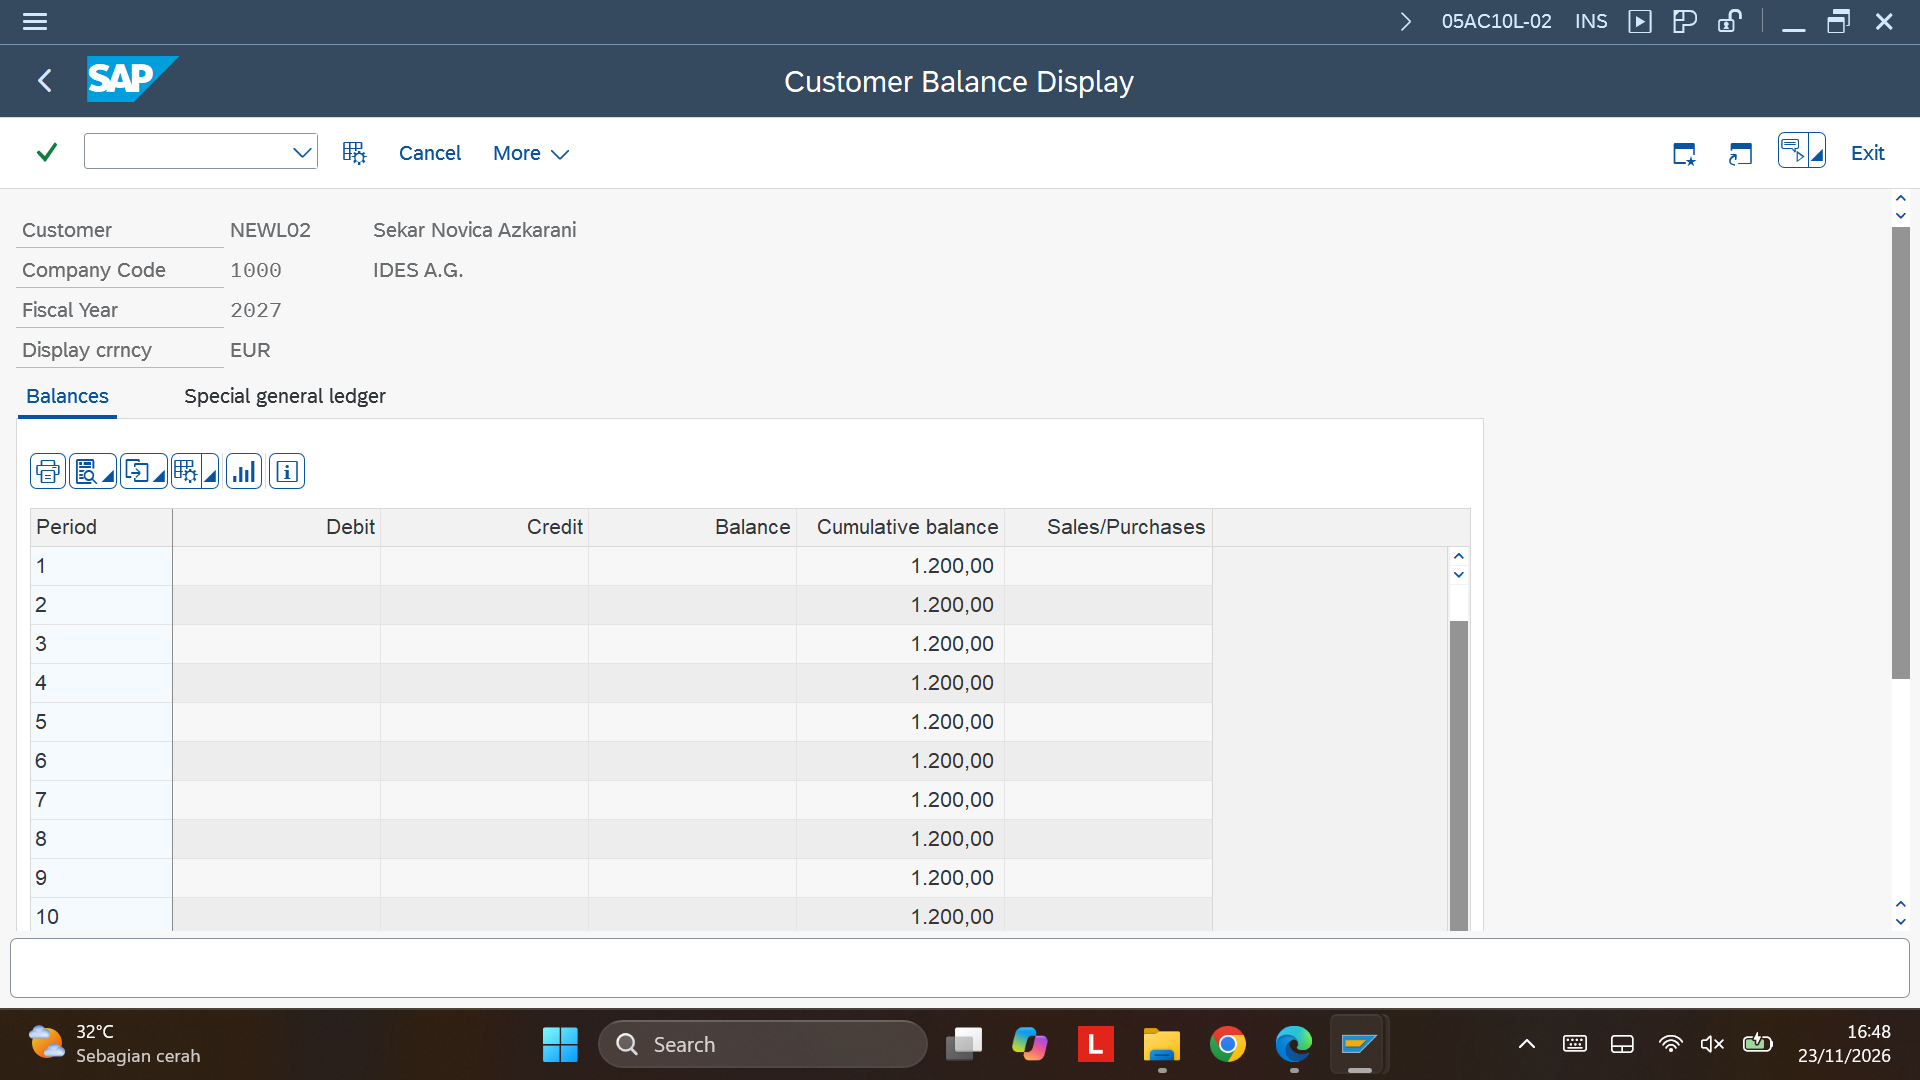 05AC10L-02 INS
SAP Customer Balance Display
Cancel More Exit
Customer NEWL02 Sekar Novica Azkarani
Company Code 1000 IDES A.G.
Fiscal Year 2027
Display crrncy EUR
Balances Special general ledger
Period Debit Credit Balance Cumulative balance Sales/Purchases
1 1.200,00
2 1.200,00
3 1.200,00
4 1.200,00
5 1.200,00
6 1.200,00
7 1.200,00
8 1.200,00
9 1.200,00
10 1.200,00
32°C
Sebagian cerah
Search
L
16:48
23/11/2026